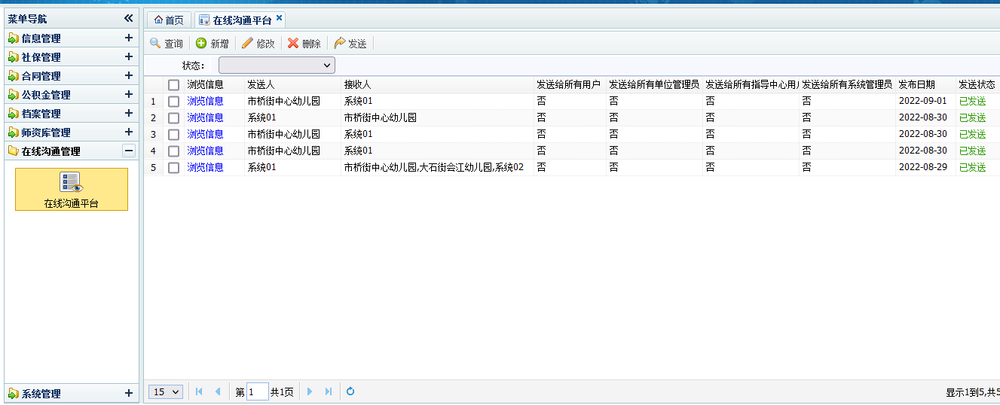 菜单导航
信息管理
社保管理
合同管理
公积金管理
档案管理
师资库管理
在线沟通管理
在线沟通平台
系统管理
首页 在线沟通平台
查询 新增 修改 删除 发送
状态：
浏览信息 发送人 接收人 发送给所有用户 发送给所有单位管理员 发送给所有指导中心用 发送给所有系统管理员 发布日期 发送状态
1 浏览信息 市桥街中心幼儿园 系统01 否 否 否 否 2022-09-01 已发送
2 浏览信息 系统01 市桥街中心幼儿园 否 否 否 否 2022-08-30 已发送
3 浏览信息 市桥街中心幼儿园 系统01 否 否 否 否 2022-08-30 已发送
4 浏览信息 市桥街中心幼儿园 系统01 否 否 否 否 2022-08-30 已发送
5 浏览信息 系统01 市桥街中心幼儿园,大石街会江幼儿园,系统02 否 否 否 否 2022-08-29 已发送
15 第 1 共1页 显示1到5,共5